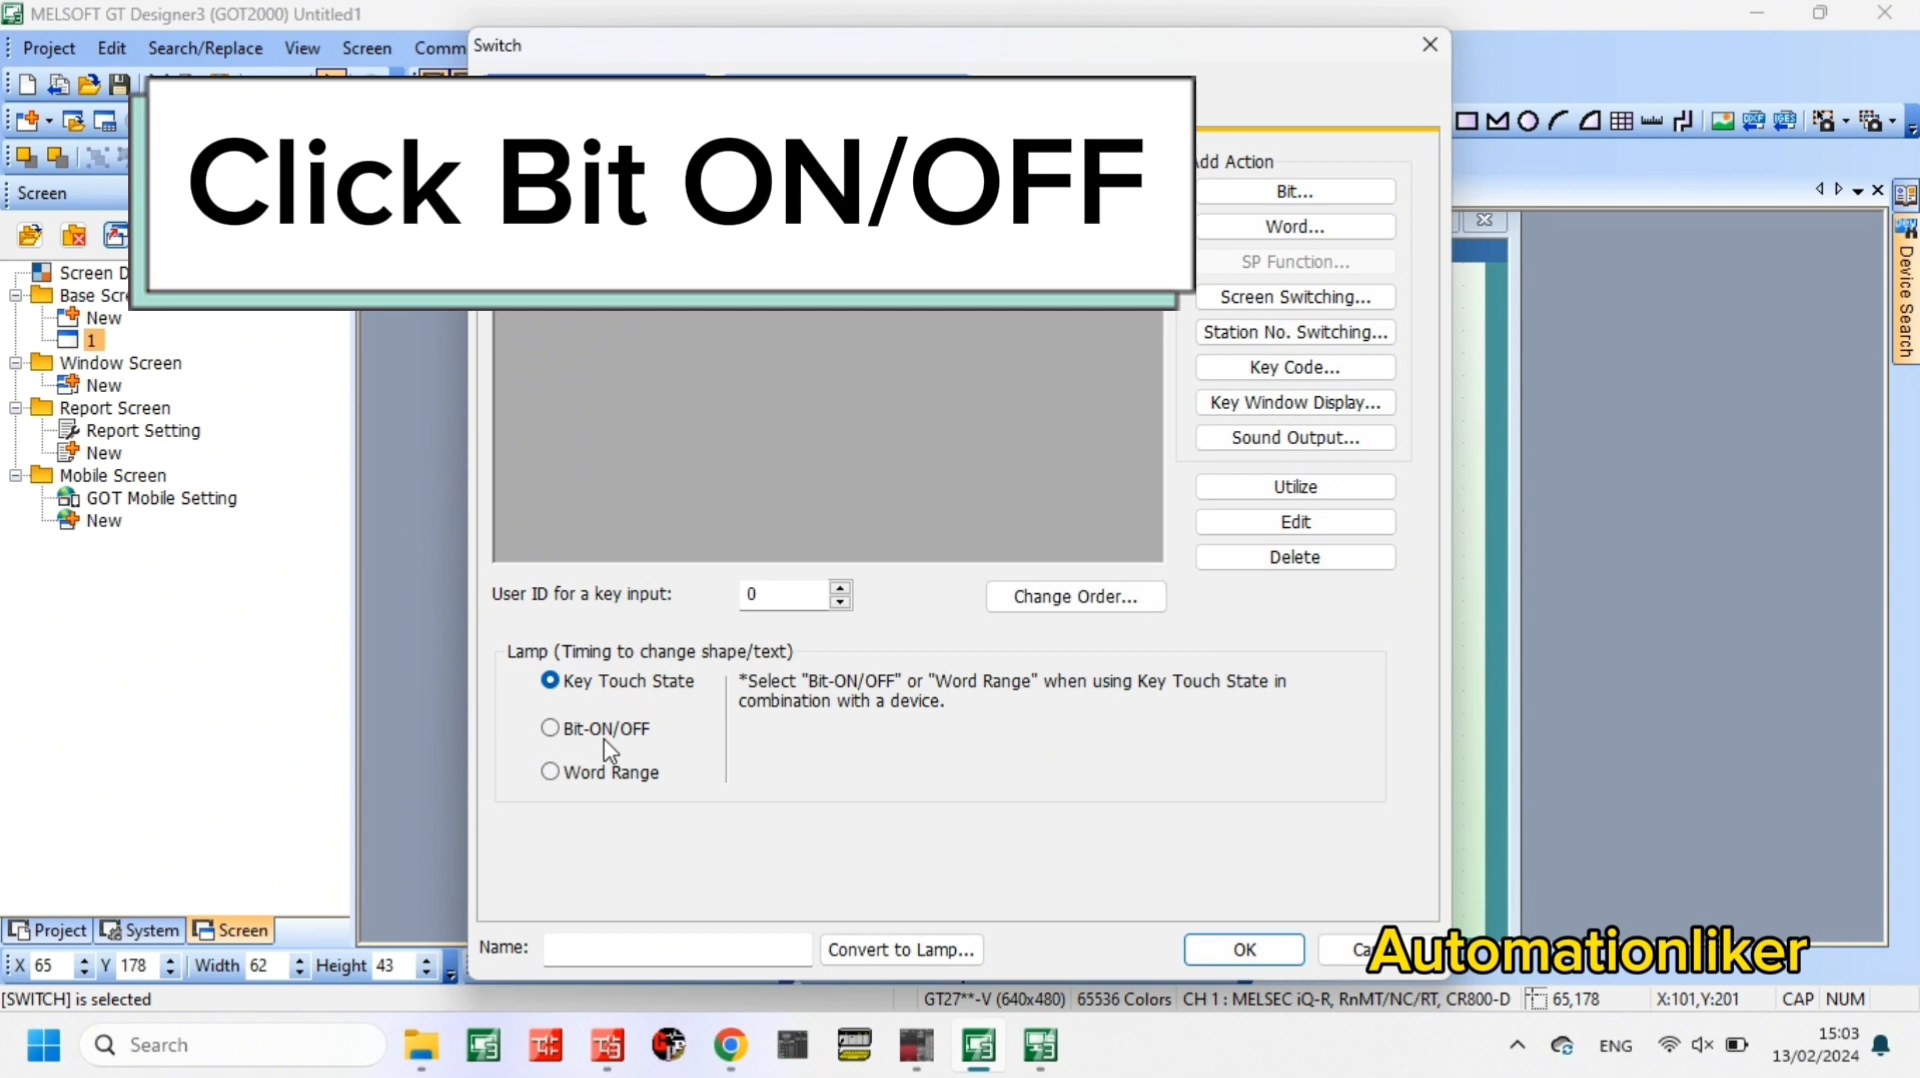 MELSOFT GT Designer3 (GOT2000) Untitled1
Project Edit Search/Replace View Screen Comm
Switch
Click Bit ON/OFF
Add Action
Bit...
Word...
SP Function...
Screen Switching...
Station No. Switching...
Key Code...
Key Window Display...
Sound Output...
Utilize
Edit
Delete
Screen
Screen D
Base Scre
New
1
Window Screen
New
Report Screen
Report Setting
New
Mobile Screen
GOT Mobile Setting
New
Device Search
User ID for a key input: 0 Change Order...
Lamp (Timing to change shape/text)
Key Touch State
*Select "Bit-ON/OFF" or "Word Range" when using Key Touch State in
combination with a device.
Bit-ON/OFF
Word Range
Project System Screen
Name: Convert to Lamp... OK Ca
Automationliker
X 65 Y 178 Width 62 Height 43
[SWITCH] is selected
GT27**-V (640x480) 65536 Colors CH 1 : MELSEC iQ-R, RnMT/NC/RT, CR800-D 65,178 X:101,Y:201 CAP NUM
Search
ENG
15:03
13/02/2024